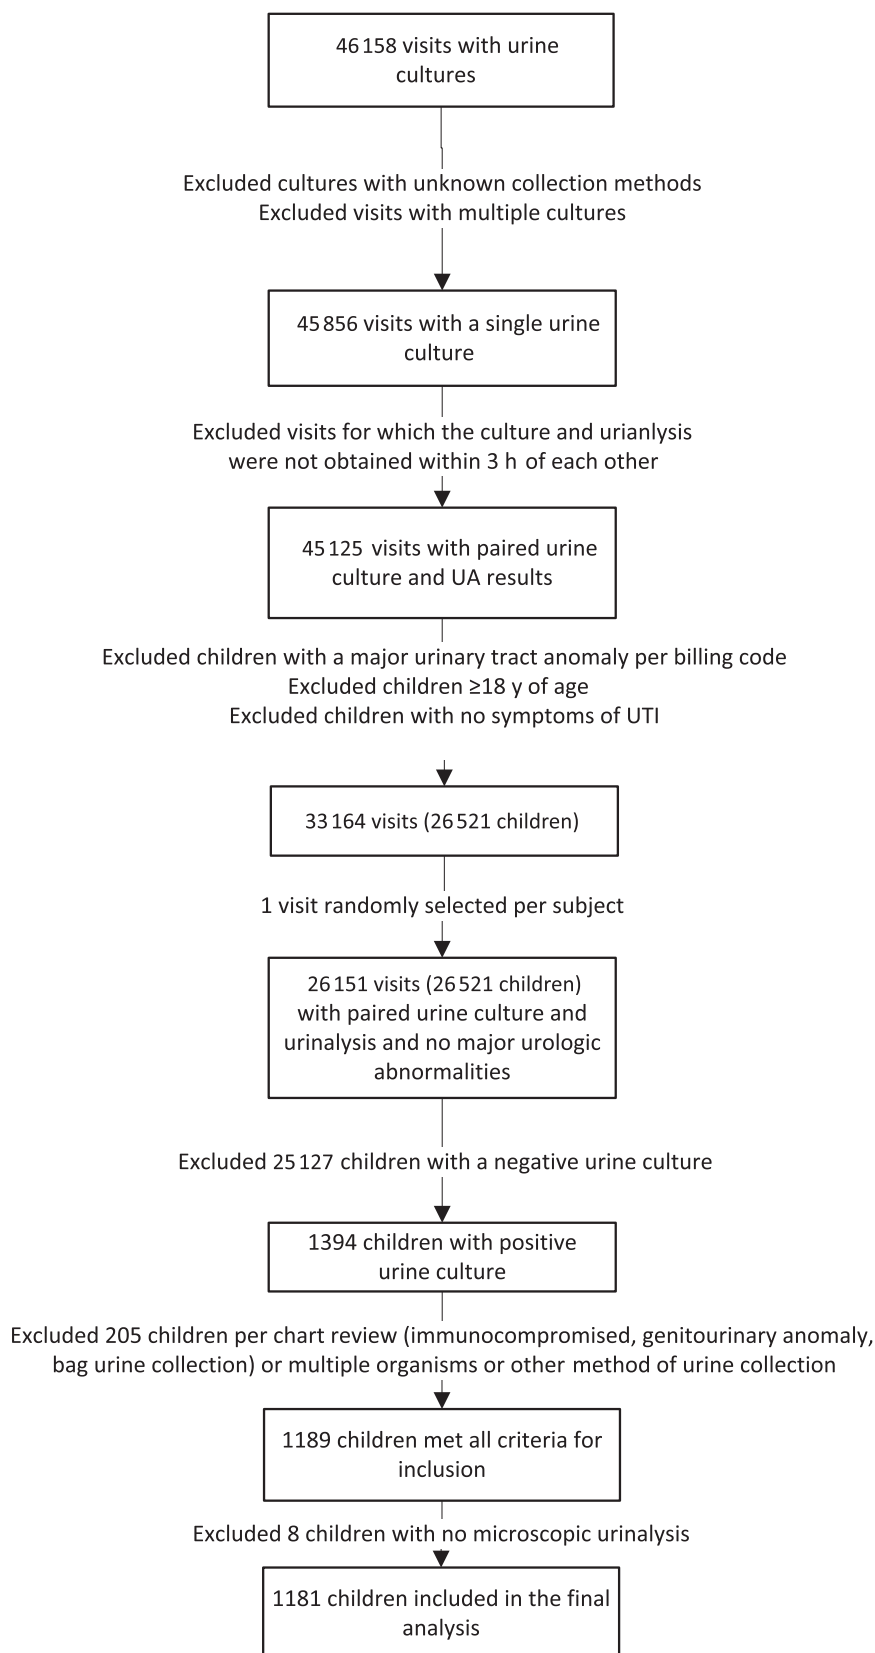 46 158 visits with urine
cultures
Excluded cultures with unknown collection methods
Excluded visits with multiple cultures
45 856 visits with a single urine
culture
Excluded visits for which the culture and urianlysis
were not obtained within 3 h of each other
45 125 visits with paired urine
culture and UA results
Excluded children with a major urinary tract anomaly per billing code
Excluded children ≥18 y of age
Excluded children with no symptoms of UTI
33 164 visits (26 521 children)
1 visit randomly selected per subject
26 151 visits (26 521 children)
with paired urine culture and
urinalysis and no major urologic
abnormalities
Excluded 25 127 children with a negative urine culture
1394 children with positive
urine culture
Excluded 205 children per chart review (immunocompromised, genitourinary anomaly,
bag urine collection) or multiple organisms or other method of urine collection
1189 children met all criteria for
inclusion
Excluded 8 children with no microscopic urinalysis
1181 children included in the final
analysis